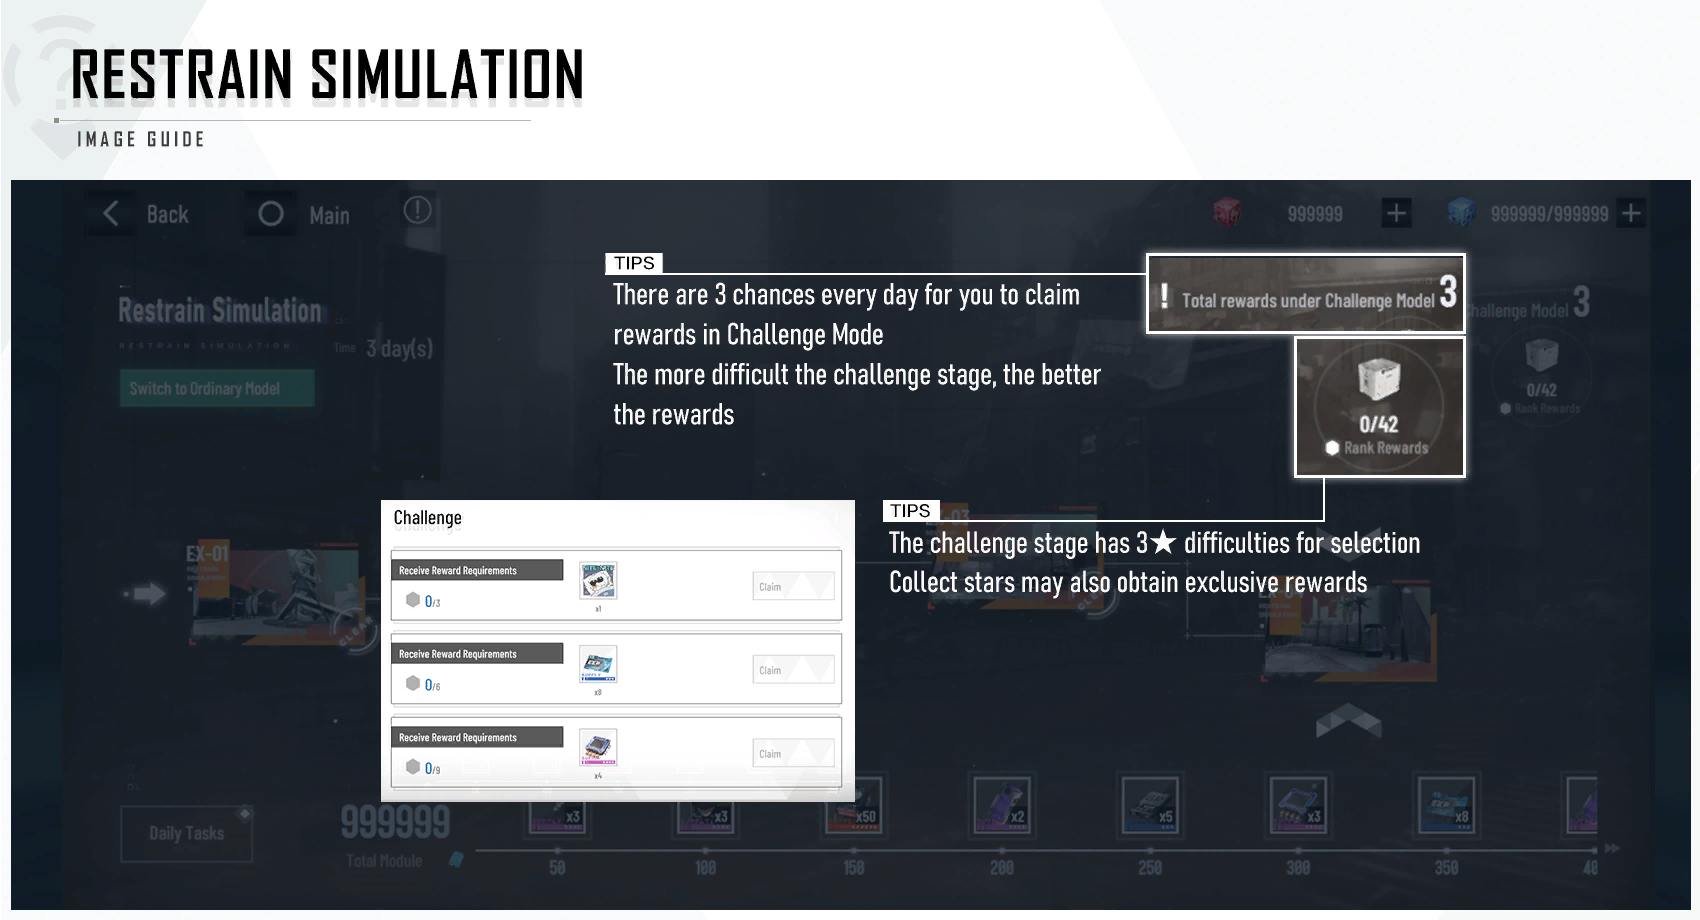 RESTRAIN SIMULATION
IMAGE GUIDE
Back
Main
999999
999999/999999
TIPS
There are 3 chances every day for you to claim
rewards in Challenge Mode
The more difficult the challenge stage, the better
the rewards
! Total rewards under Challenge Model 3
hallenge Model 3
Restrain Simulation
RESTRAIN SIMULATION
Time 3 day(s)
Switch to Ordinary Model
0/42
Rank Rewards
0/42
Rank Rewards
TIPS
The challenge stage has 3★ difficulties for selection
Collect stars may also obtain exclusive rewards
EX-01
CLEAR
EX-03
Challenge
Receive Reward Requirements
0/3
x1
Claim
Receive Reward Requirements
0/6
x8
Claim
Receive Reward Requirements
0/9
x4
Claim
Daily Tasks
999999
Total Module
x3
x3
x50
x2
x5
x3
x8
50
100
150
200
250
300
350
40